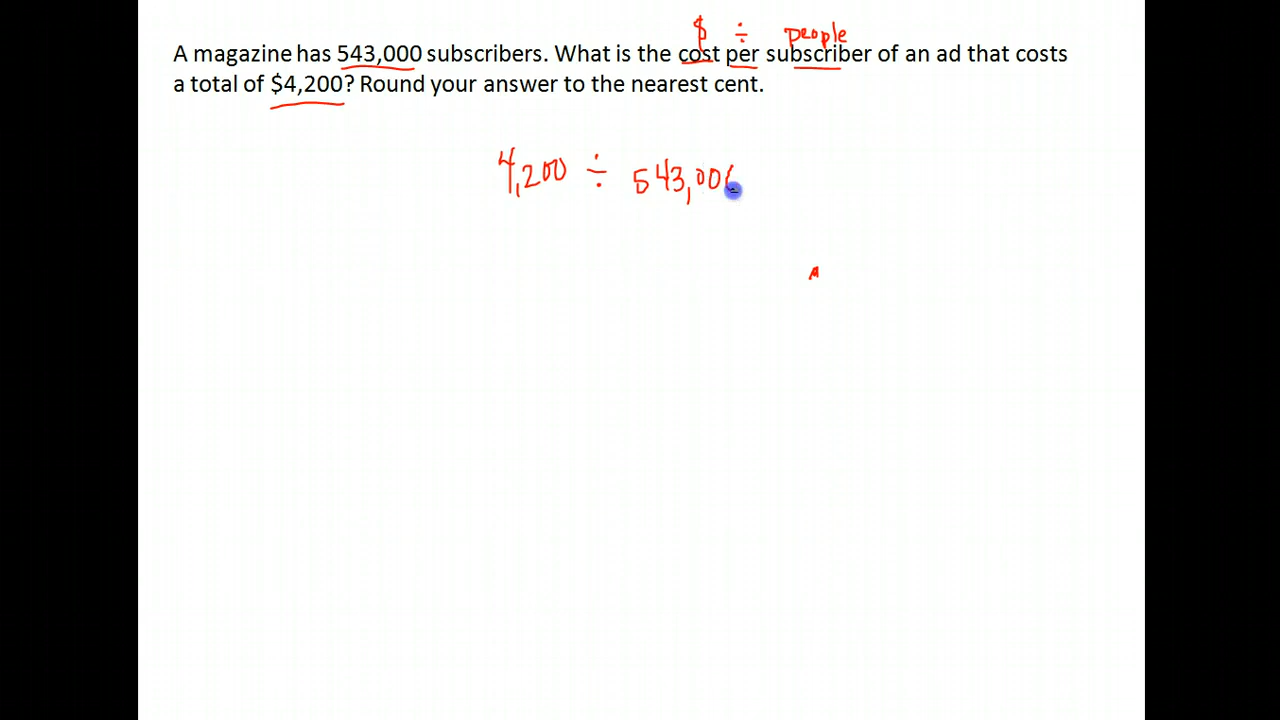 $ ÷ people
A magazine has 543,000 subscribers. What is the cost per subscriber of an ad that costs
a total of $4,200? Round your answer to the nearest cent.
4,200 ÷ 543,000